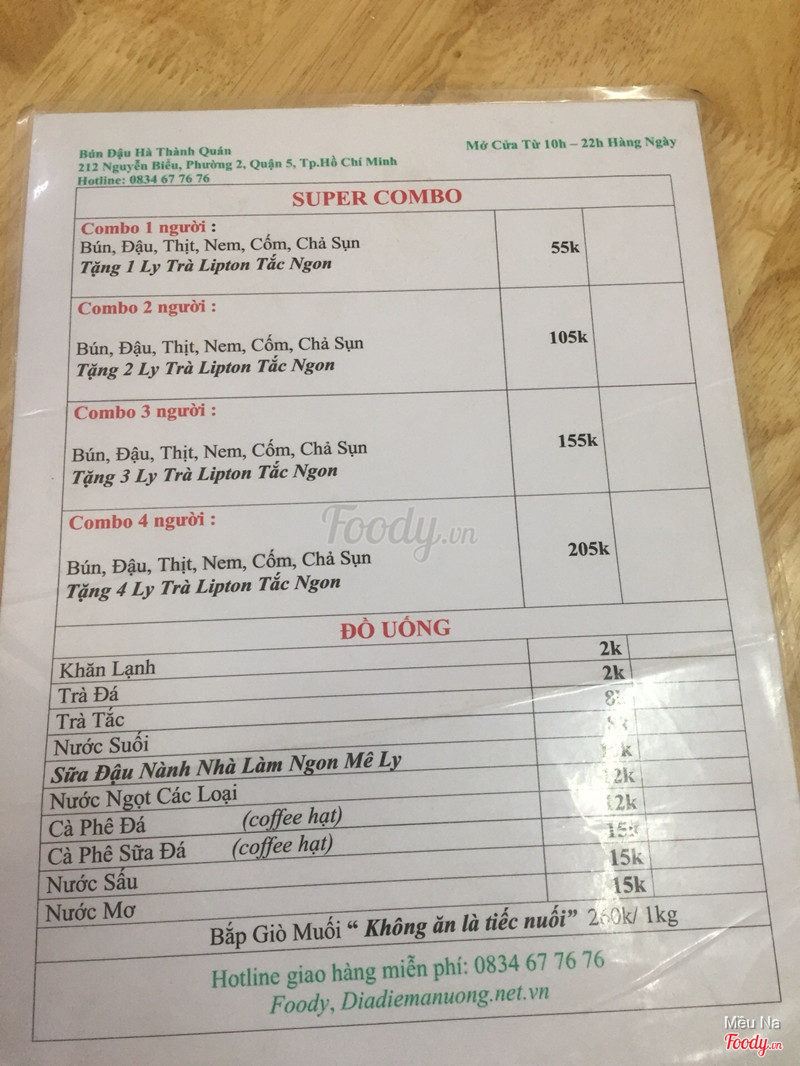 Bún Đậu Hà Thành Quán
212 Nguyễn Biểu, Phường 2, Quận 5, Tp.Hồ Chí Minh
Hotline: 0834 67 76 76
Mở Cửa Từ 10h – 22h Hàng Ngày
SUPER COMBO
Combo 1 người :
Bún, Đậu, Thịt, Nem, Cốm, Chả Sụn 55k
Tặng 1 Ly Trà Lipton Tắc Ngon
Combo 2 người :
Bún, Đậu, Thịt, Nem, Cốm, Chả Sụn 105k
Tặng 2 Ly Trà Lipton Tắc Ngon
Combo 3 người :
Bún, Đậu, Thịt, Nem, Cốm, Chả Sụn 155k
Tặng 3 Ly Trà Lipton Tắc Ngon
Combo 4 người :
Bún, Đậu, Thịt, Nem, Cốm, Chả Sụn 205k
Tặng 4 Ly Trà Lipton Tắc Ngon
Foody.vn
ĐỒ UỐNG
Khăn Lạnh 2k
Trà Đá 2k
Trà Tắc 8k
Nước Suối
Sữa Đậu Nành Nhà Làm Ngon Mê Ly
Nước Ngọt Các Loại 12k
Cà Phê Đá (coffee hạt) 12k
Cà Phê Sữa Đá (coffee hạt) 15k
Nước Sấu 15k
Nước Mơ 15k
Bắp Giò Muối “ Không ăn là tiếc nuối” 260k/ 1kg
Hotline giao hàng miễn phí: 0834 67 76 76
Foody, Diadiemanuong.net.vn
Mều Na
Foody.vn